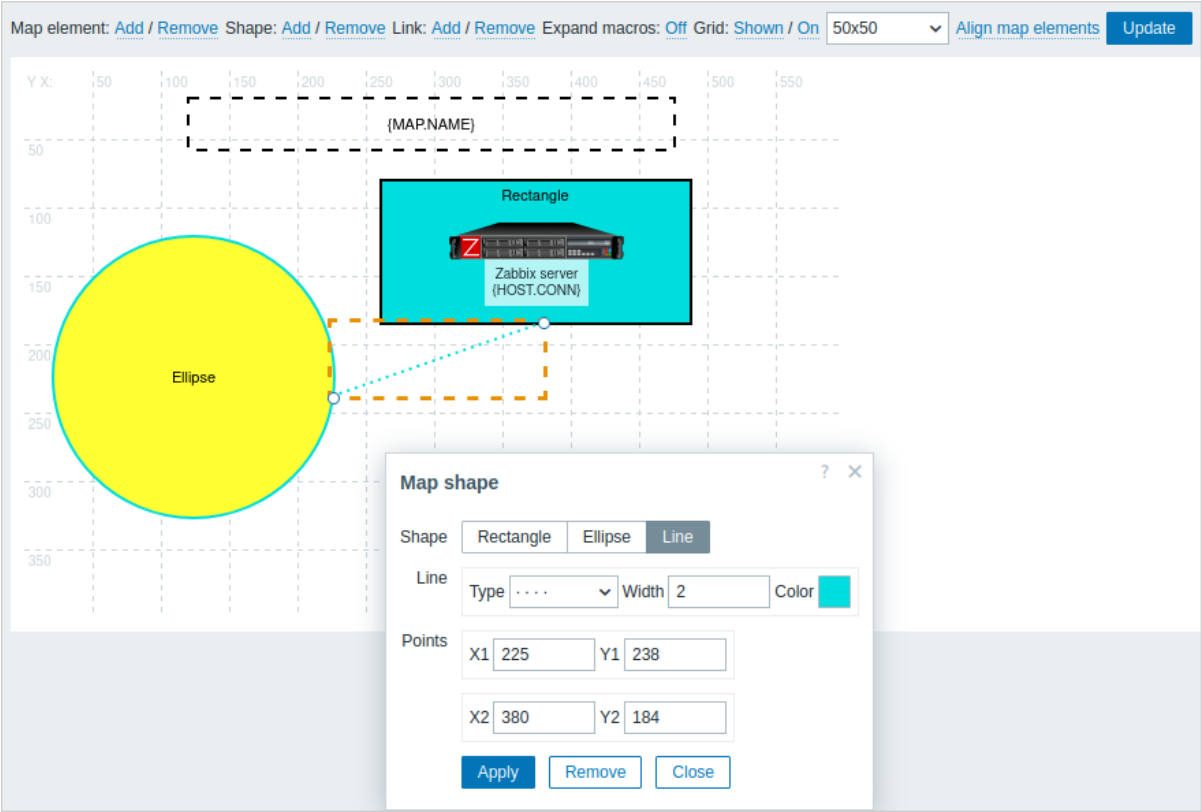 Map element: Add / Remove Shape: Add / Remove Link: Add / Remove Expand macros: Off Grid: Shown / On 50x50 Align map elements Update
Y X: 50 100 150 200 250 300 350 400 450 500 550
{MAP.NAME}
50
Rectangle
100
Z
Zabbix server
150
{HOST.CONN}
200
Ellipse
250
300
350
Map shape ? ×
Shape Rectangle Ellipse Line
Line Type ···· Width 2 Color
Points
X1 225 Y1 238
X2 380 Y2 184
Apply Remove Close